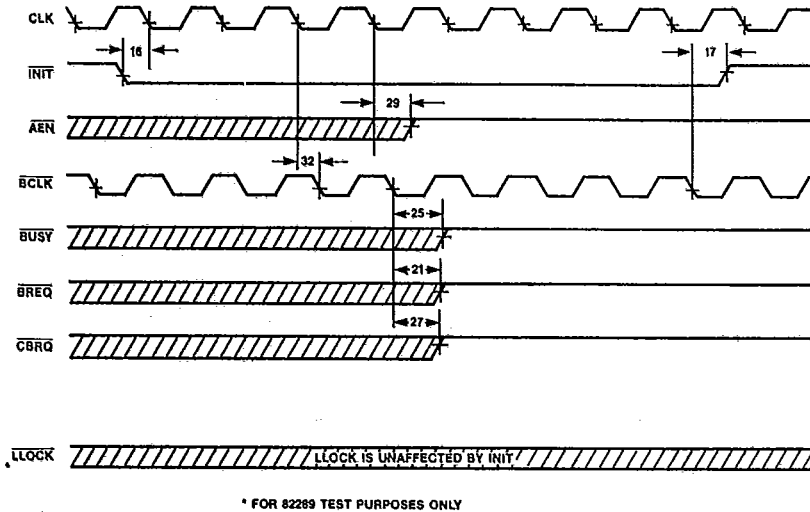 CLK
16
17
INIT
29
AEN
32
BCLK
25
BUSY
21
BREQ
27
CBRQ
LLOCK
LLOCK IS UNAFFECTED BY INIT
* FOR 82289 TEST PURPOSES ONLY